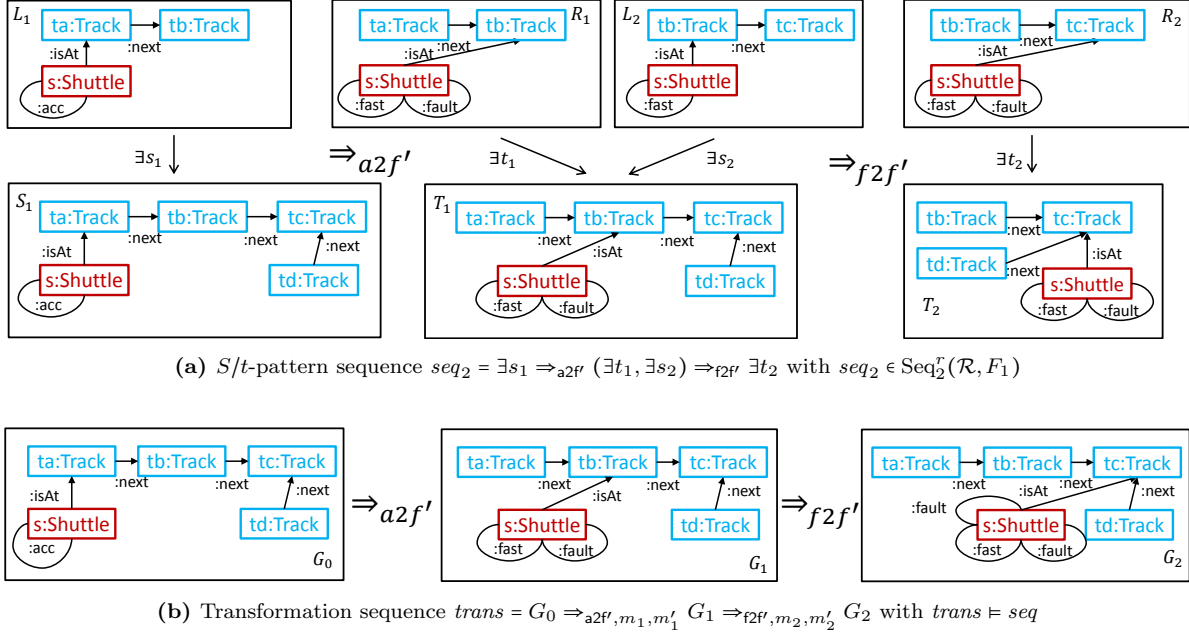 L₁ ta:Track tb:Track :next :isAt s:Shuttle :acc
R₁ ta:Track tb:Track :next :isAt s:Shuttle :fast :fault
L₂ tb:Track tc:Track :next :isAt s:Shuttle :fast
R₂ tb:Track tc:Track :next :isAt s:Shuttle :fast :fault
∃s₁ ⇒a2f′ ∃t₁ ∃s₂ ⇒f2f′ ∃t₂
S₁ ta:Track tb:Track tc:Track :next :next :next :isAt s:Shuttle td:Track :acc
T₁ ta:Track tb:Track tc:Track :next :next :next :isAt s:Shuttle td:Track :fast :fault
tb:Track tc:Track :next td:Track :next :isAt s:Shuttle T₂ :fast :fault
(a) S/t-pattern sequence seq₂ = ∃s₁ ⇒a2f′ (∃t₁, ∃s₂) ⇒f2f′ ∃t₂ with seq₂ ∈ Seq₂ʳ(ℛ, F₁)
ta:Track tb:Track tc:Track :isAt :next :next :next s:Shuttle td:Track :acc G₀
⇒a2f′
ta:Track tb:Track tc:Track :next :isAt :next :next s:Shuttle td:Track :fast :fault G₁
⇒f2f′
ta:Track tb:Track tc:Track :next :isAt :next :next :fault s:Shuttle td:Track :fast :fault G₂
(b) Transformation sequence trans = G₀ ⇒a2f′,m₁,m′₁ G₁ ⇒f2f′,m₂,m′₂ G₂ with trans ⊨ seq